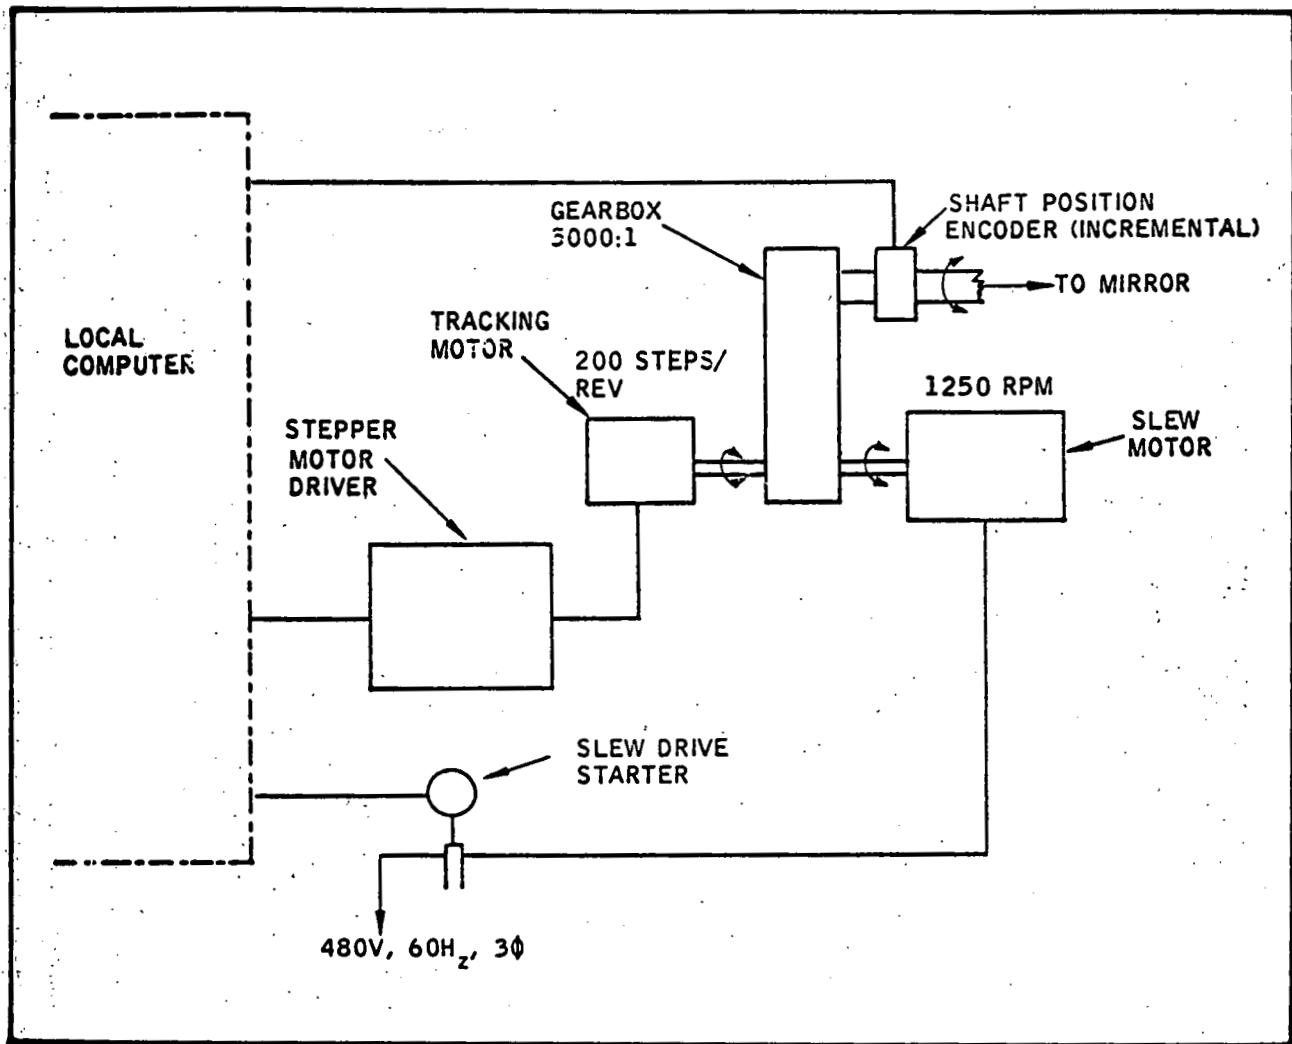 GEARBOX
3000:1
SHAFT POSITION
ENCODER (INCREMENTAL)
TO MIRROR
LOCAL
COMPUTER
TRACKING
MOTOR
200 STEPS/
REV
1250 RPM
SLEW
MOTOR
STEPPER
MOTOR
DRIVER
SLEW DRIVE
STARTER
480V, 60Hz, 3ϕ